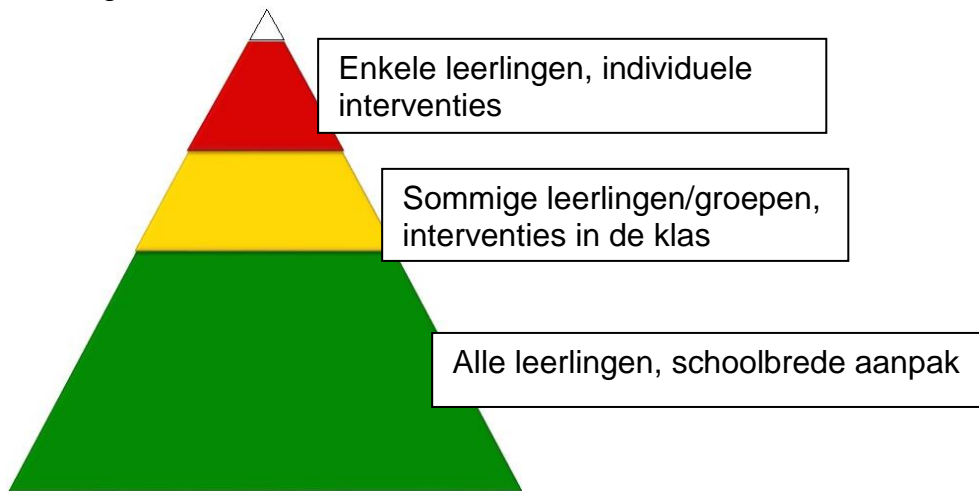 Enkele leerlingen, individuele
interventies
Sommige leerlingen/groepen,
interventies in de klas
Alle leerlingen, schoolbrede aanpak